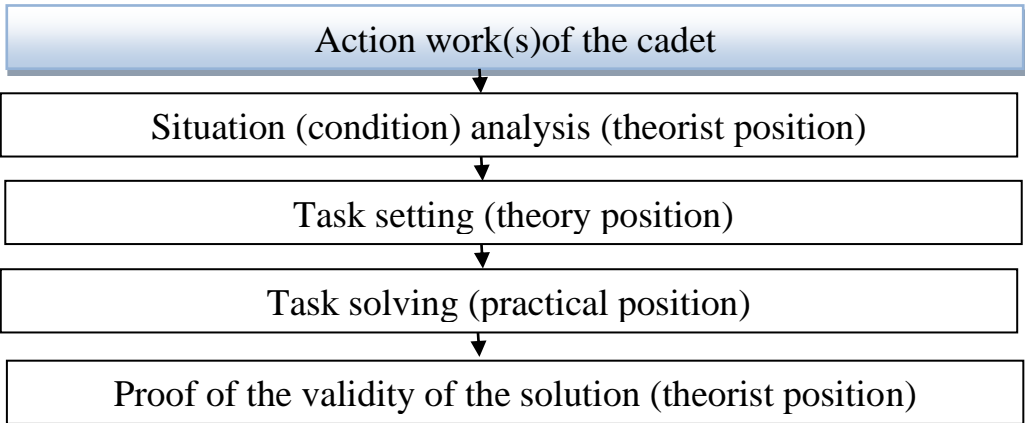 Action work(s)of the cadet
Situation (condition) analysis (theorist position)
Task setting (theory position)
Task solving (practical position)
Proof of the validity of the solution (theorist position)